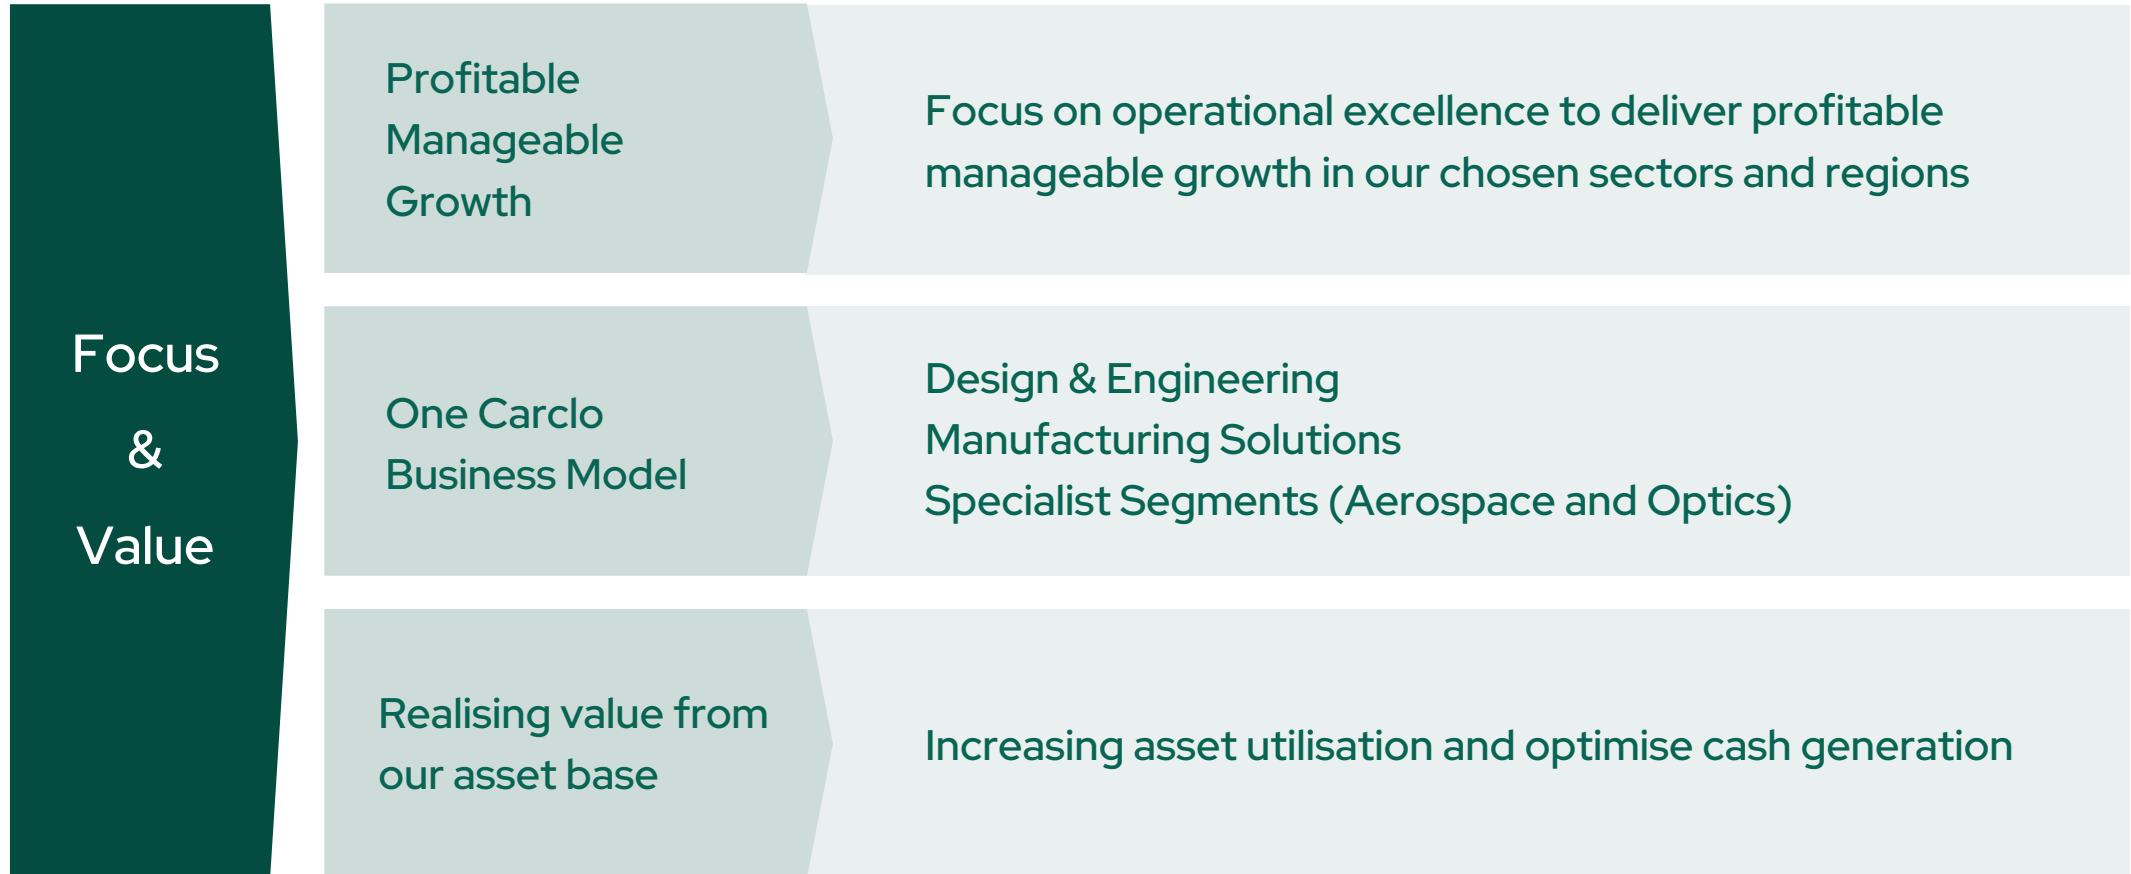 Focus
&
Value
Profitable
Manageable
Growth
Focus on operational excellence to deliver profitable
manageable growth in our chosen sectors and regions
One Carclo
Business Model
Design & Engineering
Manufacturing Solutions
Specialist Segments (Aerospace and Optics)
Realising value from
our asset base
Increasing asset utilisation and optimise cash generation